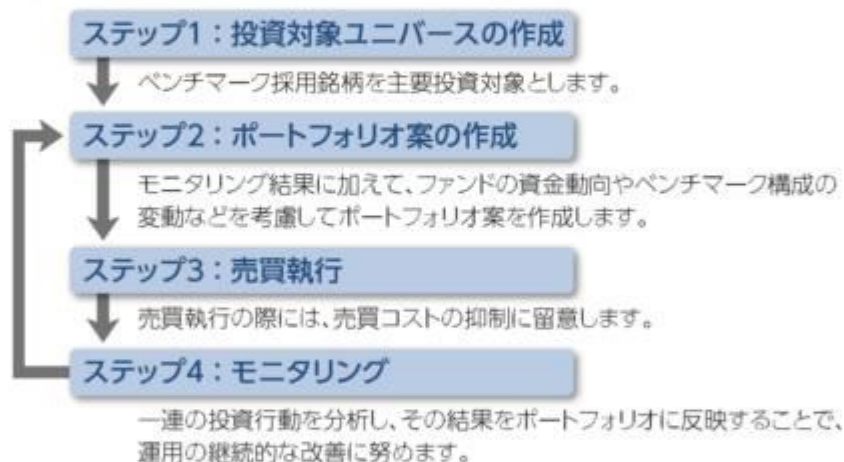 ステップ1：投資対象ユニバースの作成
ベンチマーク採用銘柄を主要投資対象とします。
ステップ2：ポートフォリオ案の作成
モニタリング結果に加えて、ファンドの資金動向やベンチマーク構成の
変動などを考慮してポートフォリオ案を作成します。
ステップ3：売買執行
売買執行の際には、売買コストの抑制に留意します。
ステップ4：モニタリング
一連の投資行動を分析し、その結果をポートフォリオに反映することで、
運用の継続的な改善に努めます。